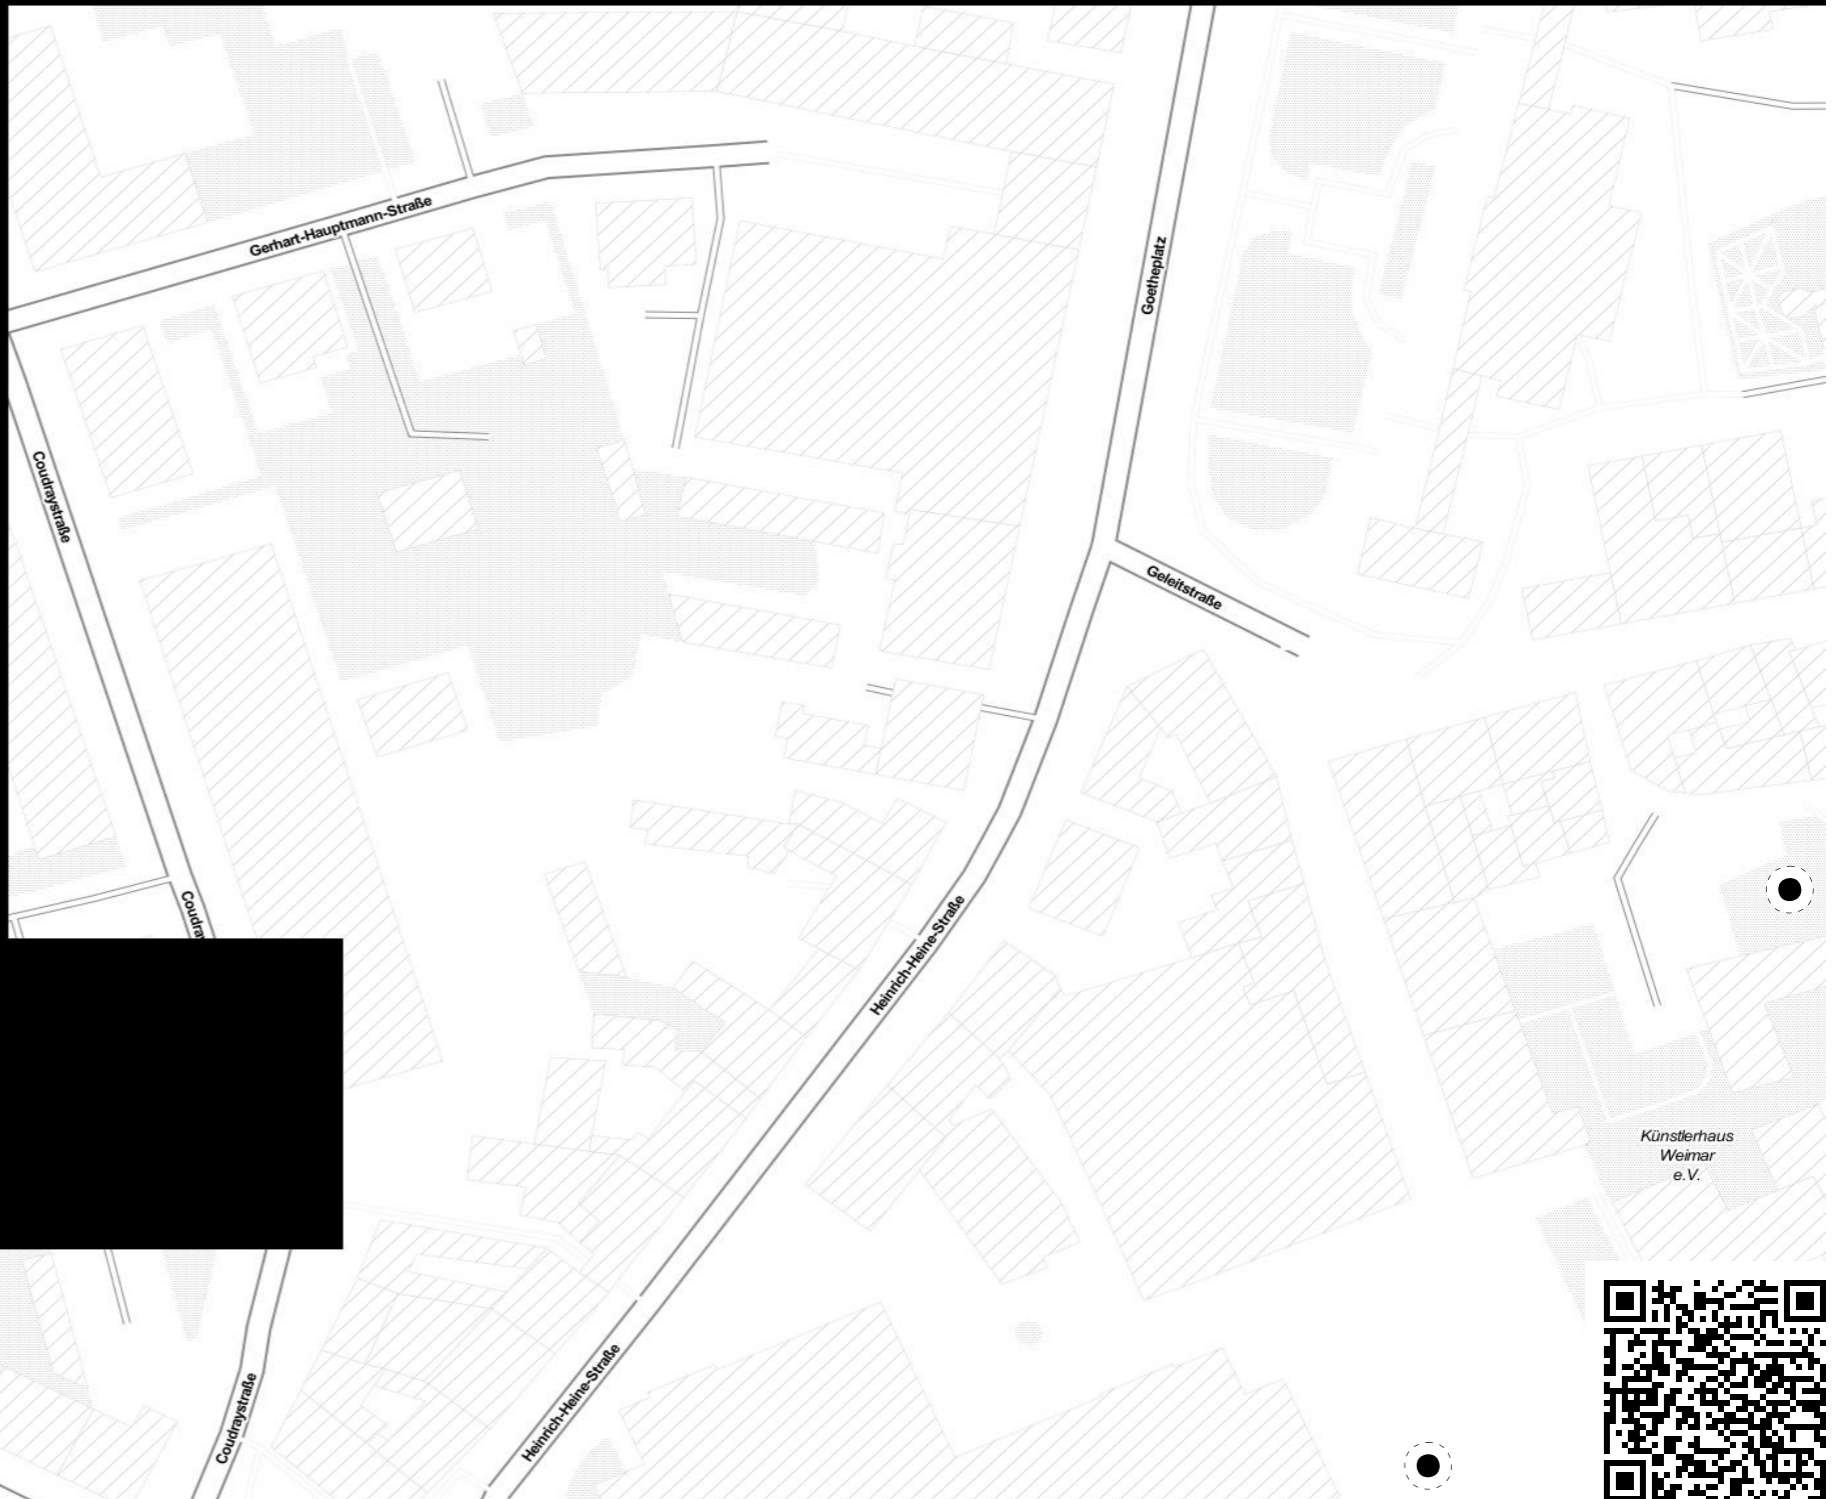 Gerhart-Hauptmann-Straße
Goetheplatz
Coudraystraße
Geleitstraße
Heinrich-Heine-Straße
Künstlerhaus
Weimar
e.V.
Heinrich-Heine-Straße
Coudraystraße